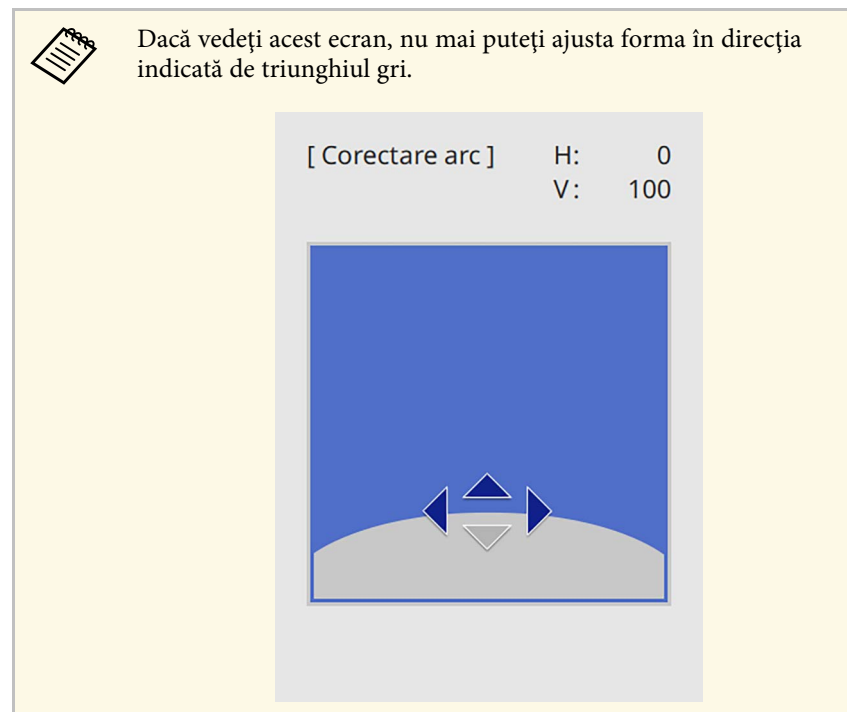 Dacă vedeţi acest ecran, nu mai puteţi ajusta forma în direcţia
indicată de triunghiul gri.
[ Corectare arc ] H: 0
V: 100